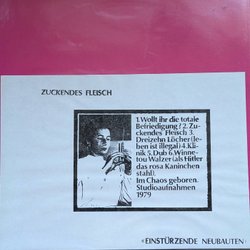 ZUCKENDES FLEISCH
1. Wollt ihr die totale
Befriedigung? 2. Zu-
ckendes Fleisch 3.
Dreizehn Löcher (le-
hen ist illegal) 4. Kli-
nik 5. Dub 6. Winne-
tou Walzer (als Hitler
das rosa Kaninchen
stahl).
Im Chaos geboren.
Studioaufnahmen
1979
EINSTÜRZENDE NEUBAUTEN